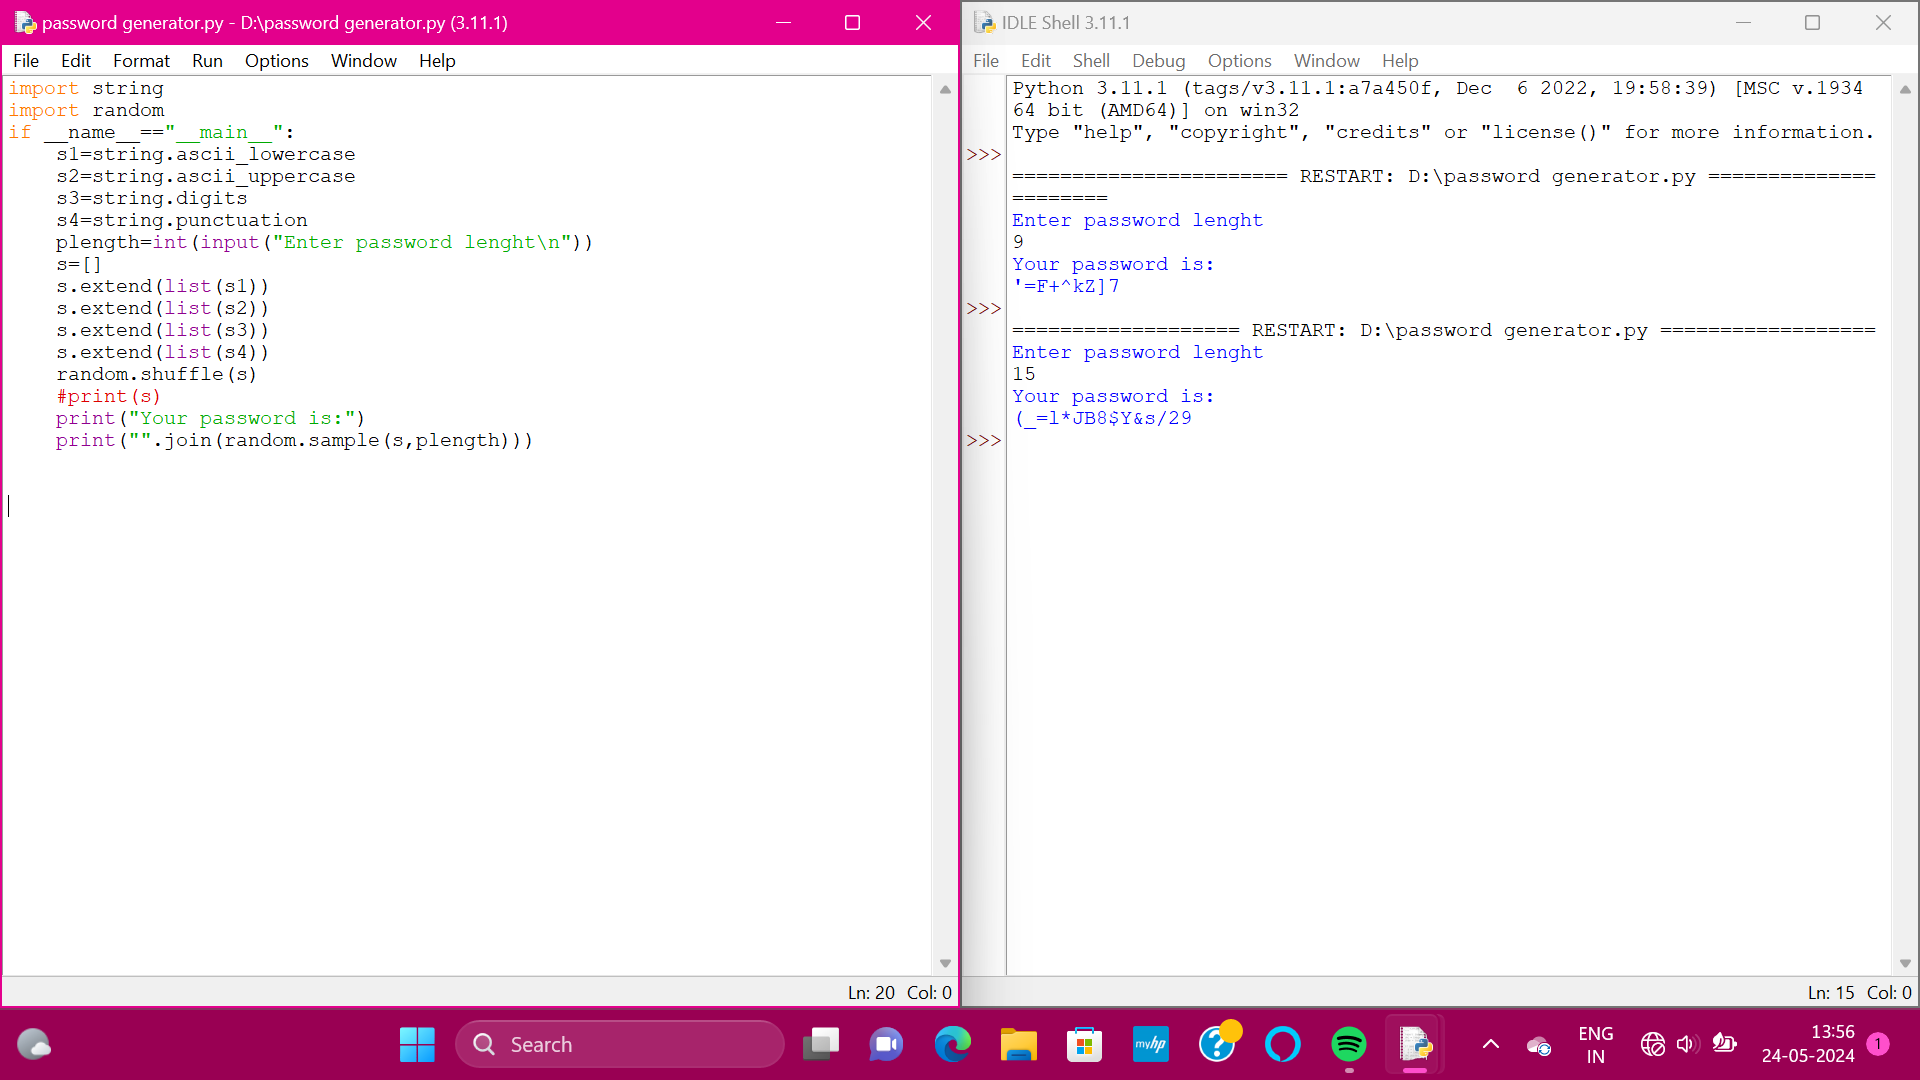 password generator.py - D:\password generator.py (3.11.1)
File Edit Format Run Options Window Help
import string
import random
if __name__=="__main__":
    s1=string.ascii_lowercase
    s2=string.ascii_uppercase
    s3=string.digits
    s4=string.punctuation
    plength=int(input("Enter password lenght\n"))
    s=[]
    s.extend(list(s1))
    s.extend(list(s2))
    s.extend(list(s3))
    s.extend(list(s4))
    random.shuffle(s)
    #print(s)
    print("Your password is:")
    print("".join(random.sample(s,plength)))
Ln: 20 Col: 0
IDLE Shell 3.11.1
File Edit Shell Debug Options Window Help
Python 3.11.1 (tags/v3.11.1:a7a450f, Dec  6 2022, 19:58:39) [MSC v.1934
64 bit (AMD64)] on win32
Type "help", "copyright", "credits" or "license()" for more information.
>>>
======================= RESTART: D:\password generator.py ==============
========
Enter password lenght
9
Your password is:
'=F+^kZ]7
>>>
=================== RESTART: D:\password generator.py ==================
Enter password lenght
15
Your password is:
(_=l*JB8$Y&s/29
>>>
Ln: 15 Col: 0
Search
myhp
?
ENG
IN
13:56
24-05-2024
1